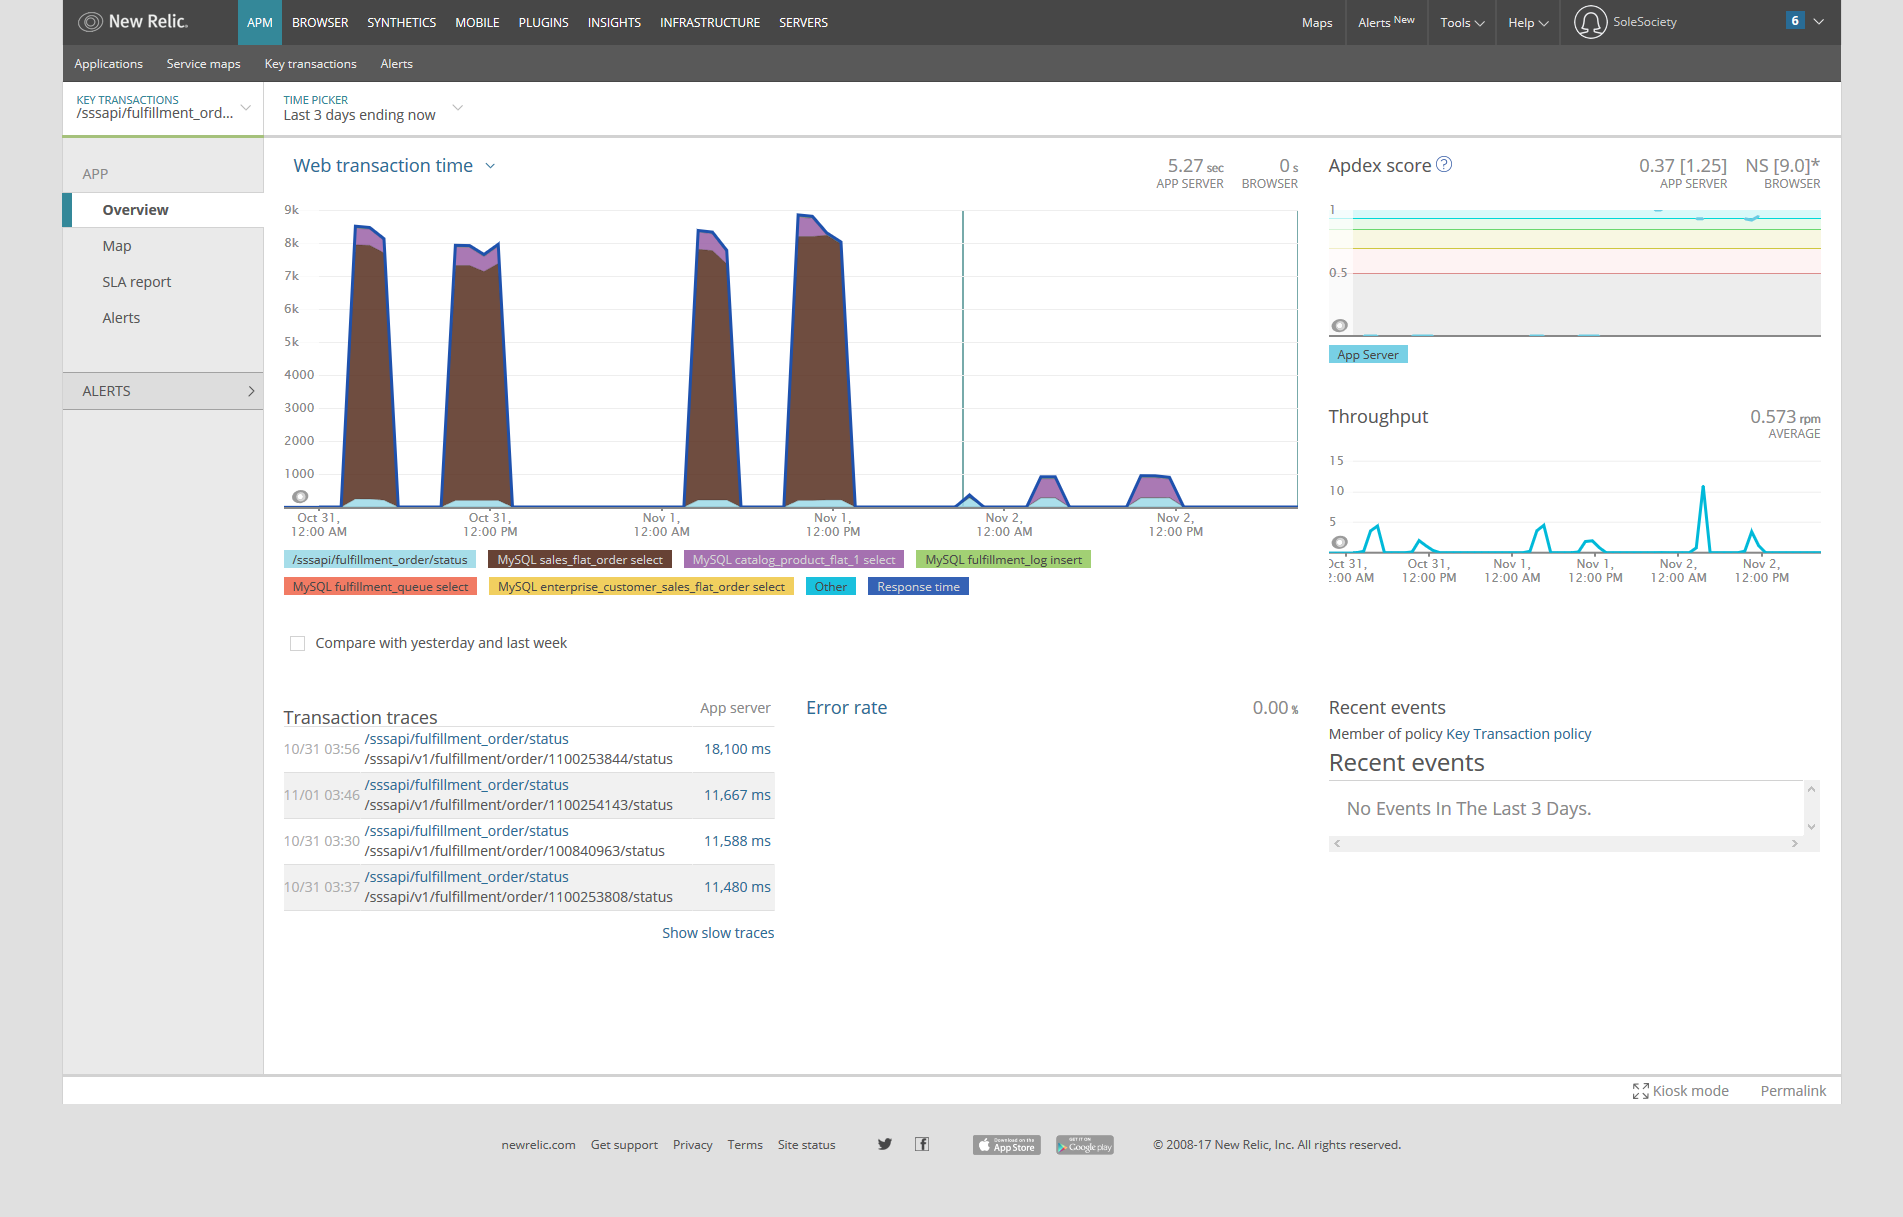 New Relic.
APM BROWSER SYNTHETICS MOBILE PLUGINS INSIGHTS INFRASTRUCTURE SERVERS
Maps Alerts New Tools Help SoleSociety 6
Applications Service maps Key transactions Alerts
KEY TRANSACTIONS
/sssapi/fulfillment_ord...
TIME PICKER
Last 3 days ending now
APP
Overview
Map
SLA report
Alerts
ALERTS
Web transaction time
5.27 sec
APP SERVER
0 s
BROWSER
9k
8k
7k
6k
5k
4000
3000
2000
1000
Oct 31, 12:00 AM
Oct 31, 12:00 PM
Nov 1, 12:00 AM
Nov 1, 12:00 PM
Nov 2, 12:00 AM
Nov 2, 12:00 PM
/sssapi/fulfillment_order/status MySQL sales_flat_order select MySQL catalog_product_flat_1 select MySQL fulfillment_log insert
MySQL fulfillment_queue select MySQL enterprise_customer_sales_flat_order select Other Response time
Compare with yesterday and last week
Apdex score ?
0.37 [1.25]
APP SERVER
NS [9.0]*
BROWSER
1
0.5
App Server
Throughput
0.573 rpm
AVERAGE
15
10
5
Oct 31, 2:00 AM
Oct 31, 12:00 PM
Nov 1, 12:00 AM
Nov 1, 12:00 PM
Nov 2, 12:00 AM
Nov 2, 12:00 PM
Transaction traces
App server
10/31 03:56 /sssapi/fulfillment_order/status 18,100 ms
/sssapi/v1/fulfillment/order/1100253844/status
11/01 03:46 /sssapi/fulfillment_order/status 11,667 ms
/sssapi/v1/fulfillment/order/1100254143/status
10/31 03:30 /sssapi/fulfillment_order/status 11,588 ms
/sssapi/v1/fulfillment/order/100840963/status
10/31 03:37 /sssapi/fulfillment_order/status 11,480 ms
/sssapi/v1/fulfillment/order/1100253808/status
Show slow traces
Error rate
0.00 %
Recent events
Member of policy Key Transaction policy
Recent events
No Events In The Last 3 Days.
Kiosk mode Permalink
newrelic.com Get support Privacy Terms Site status
Download on the
App Store
GET IT ON
Google play
© 2008-17 New Relic, Inc. All rights reserved.